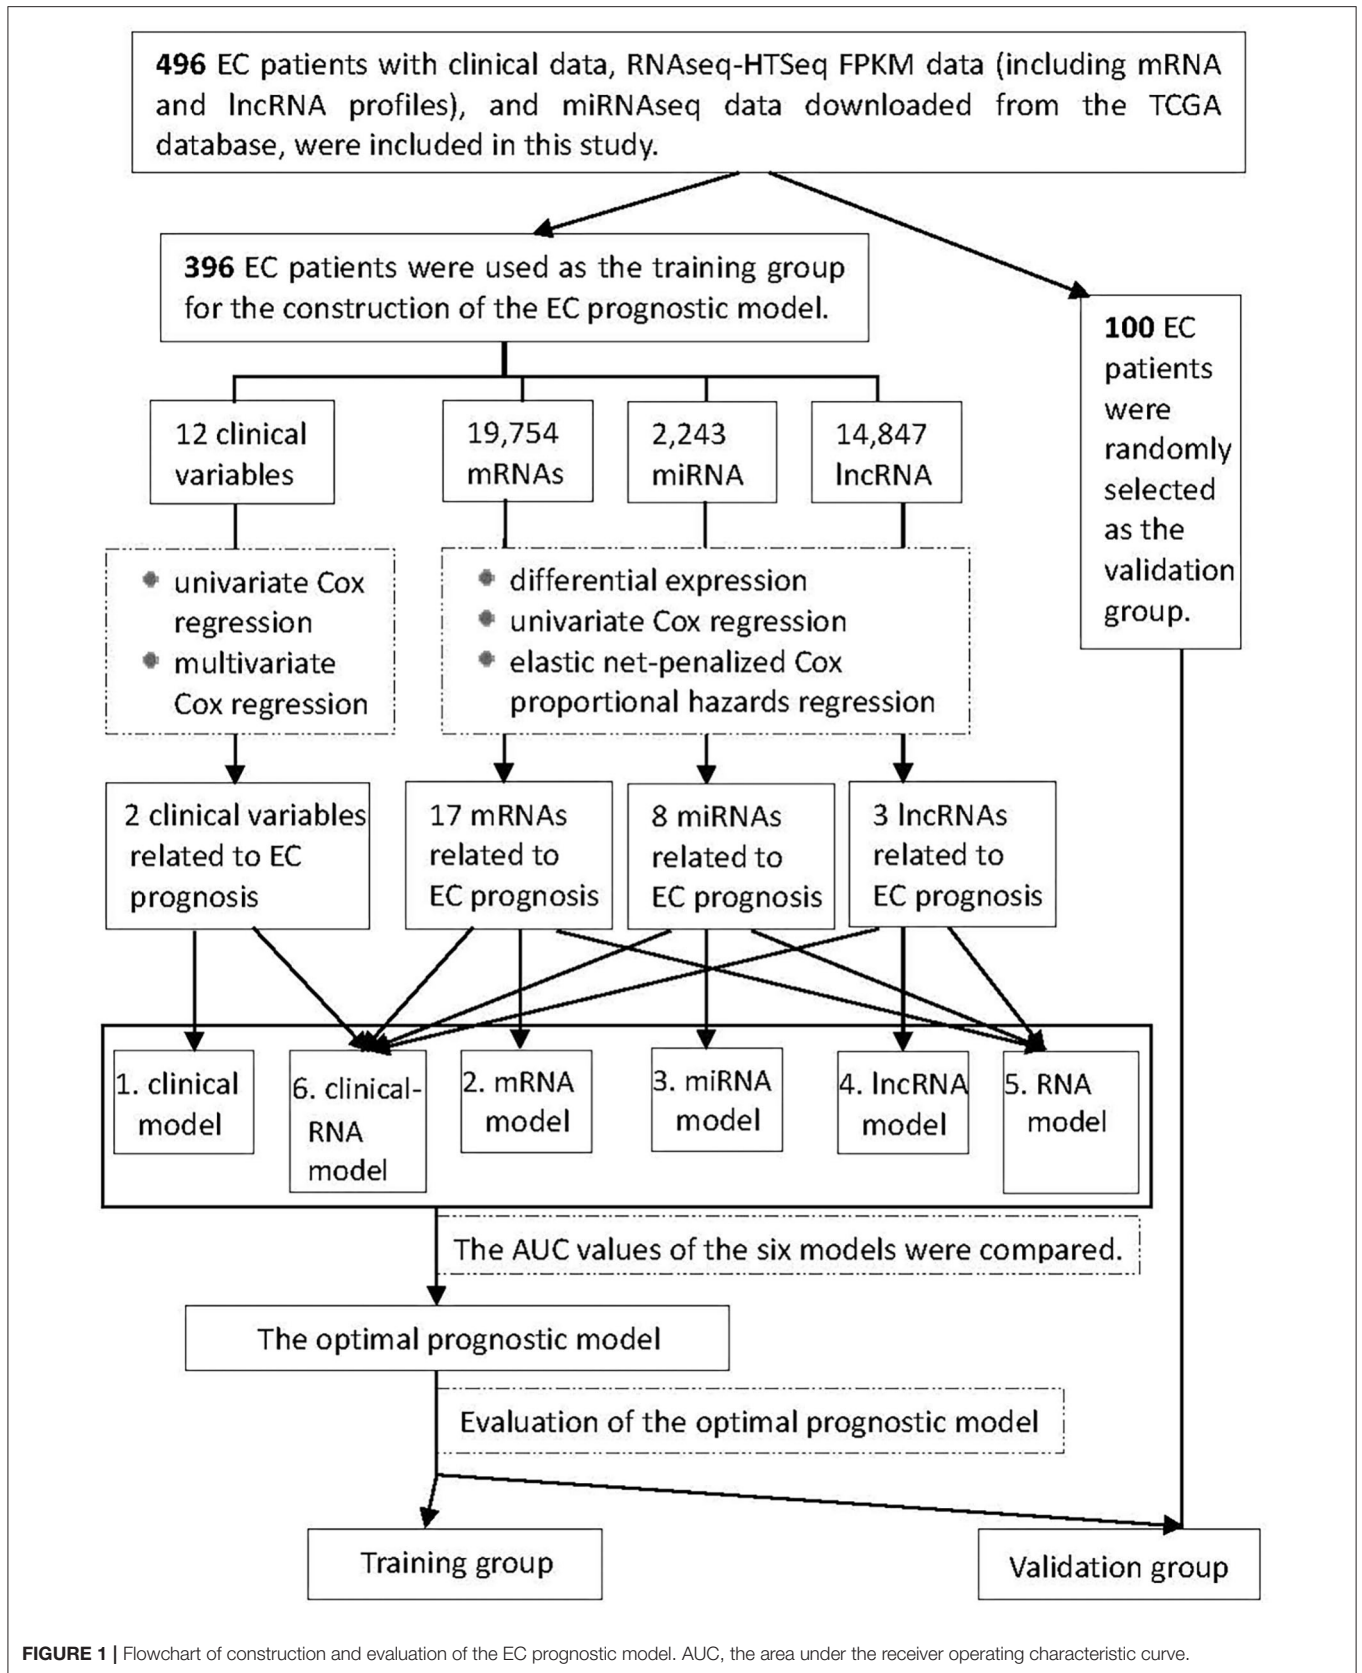 496 EC patients with clinical data, RNAseq-HTSeq FPKM data (including mRNA
and lncRNA profiles), and miRNAseq data downloaded from the TCGA
database, were included in this study.
396 EC patients were used as the training group
for the construction of the EC prognostic model.
100 EC
patients
were
randomly
selected
as the
validation
group.
12 clinical
variables
19,754
mRNAs
2,243
miRNA
14,847
lncRNA
univariate Cox
regression
multivariate
Cox regression
differential expression
univariate Cox regression
elastic net-penalized Cox
proportional hazards regression
2 clinical variables
related to EC
prognosis
17 mRNAs
related to
EC prognosis
8 miRNAs
related to
EC prognosis
3 lncRNAs
related to
EC prognosis
1. clinical
model
6. clinical-
RNA
model
2. mRNA
model
3. miRNA
model
4. lncRNA
model
5. RNA
model
The AUC values of the six models were compared.
The optimal prognostic model
Evaluation of the optimal prognostic model
Training group
Validation group
FIGURE 1 | Flowchart of construction and evaluation of the EC prognostic model. AUC, the area under the receiver operating characteristic curve.